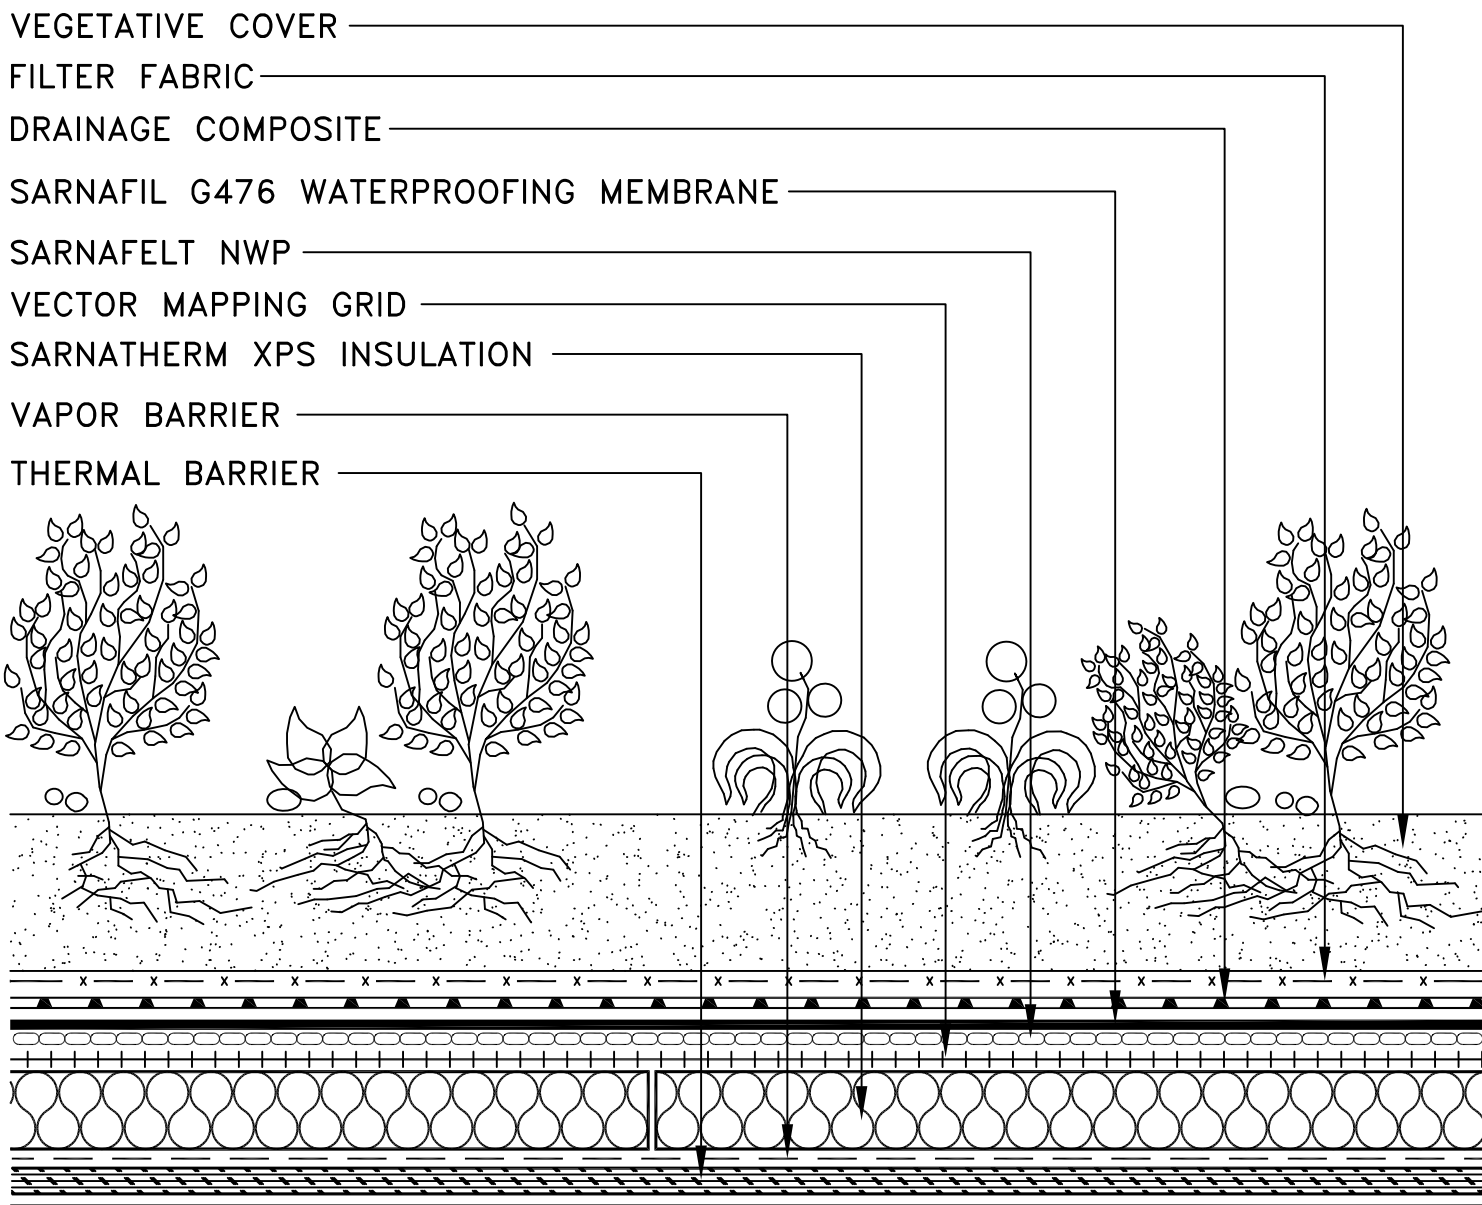 VEGETATIVE COVER
FILTER FABRIC
DRAINAGE COMPOSITE
SARNAFIL G476 WATERPROOFING MEMBRANE
SARNAFELT NWP
VECTOR MAPPING GRID
SARNATHERM XPS INSULATION
VAPOR BARRIER
THERMAL BARRIER